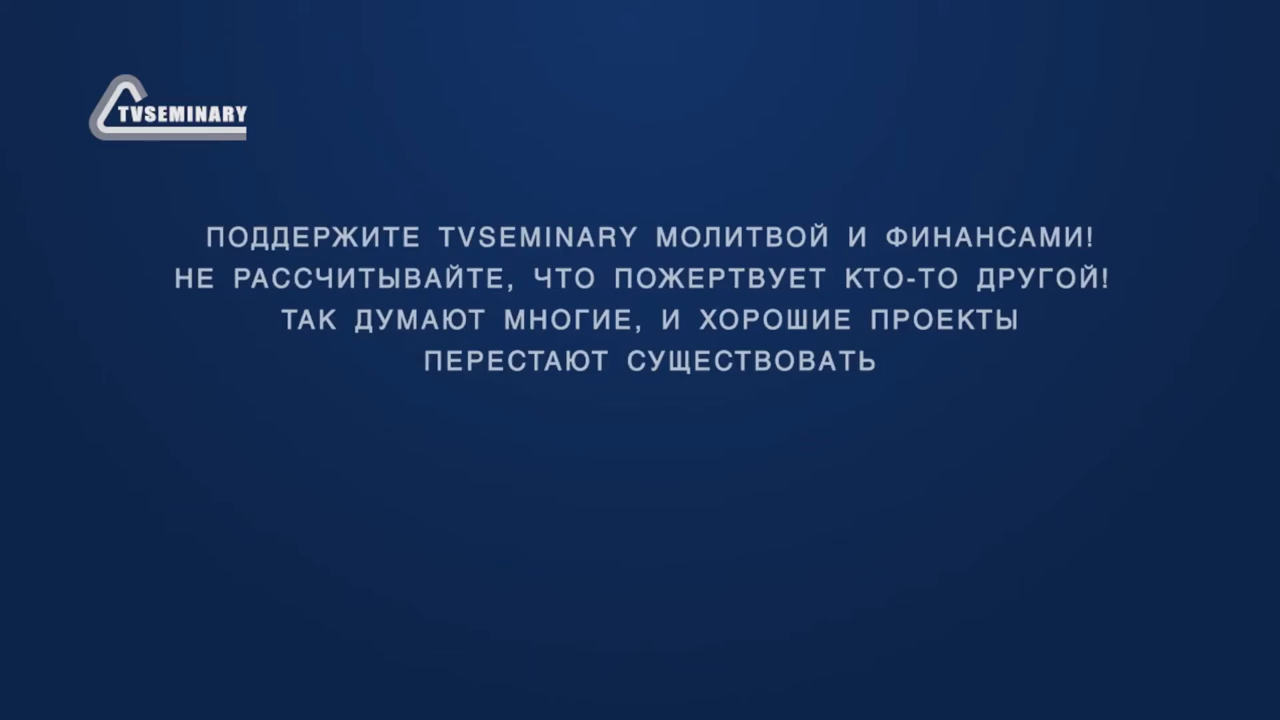 TVSEMINARY
ПОДДЕРЖИТЕ TVSEMINARY МОЛИТВОЙ И ФИНАНСАМИ!
НЕ РАССЧИТЫВАЙТЕ, ЧТО ПОЖЕРТВУЕТ КТО-ТО ДРУГОЙ!
ТАК ДУМАЮТ МНОГИЕ, И ХОРОШИЕ ПРОЕКТЫ
ПЕРЕСТАЮТ СУЩЕСТВОВАТЬ